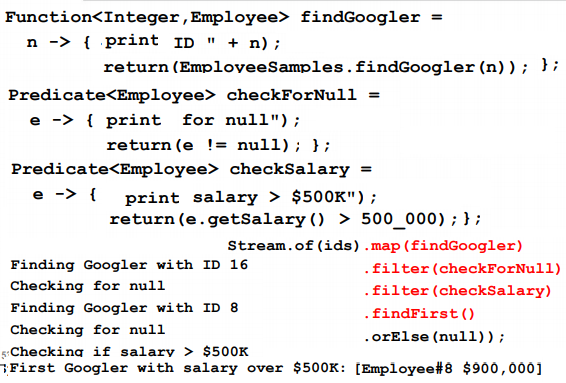 Function<Integer,Employee> findGoogler =
n -> { print ID " + n);
return(EmployeeSamples.findGoogler(n)); };
Predicate<Employee> checkForNull =
e -> { print for null");
return(e != null); };
Predicate<Employee> checkSalary =
e -> { print salary > $500K");
return(e.getSalary() > 500_000);};
Stream.of(ids).map(findGoogler)
Finding Googler with ID 16
.filter(checkForNull)
Checking for null
.filter(checkSalary)
Finding Googler with ID 8
.findFirst()
Checking for null
.orElse(null));
Checking if salary > $500K
First Googler with salary over $500K: [Employee#8 $900,000]